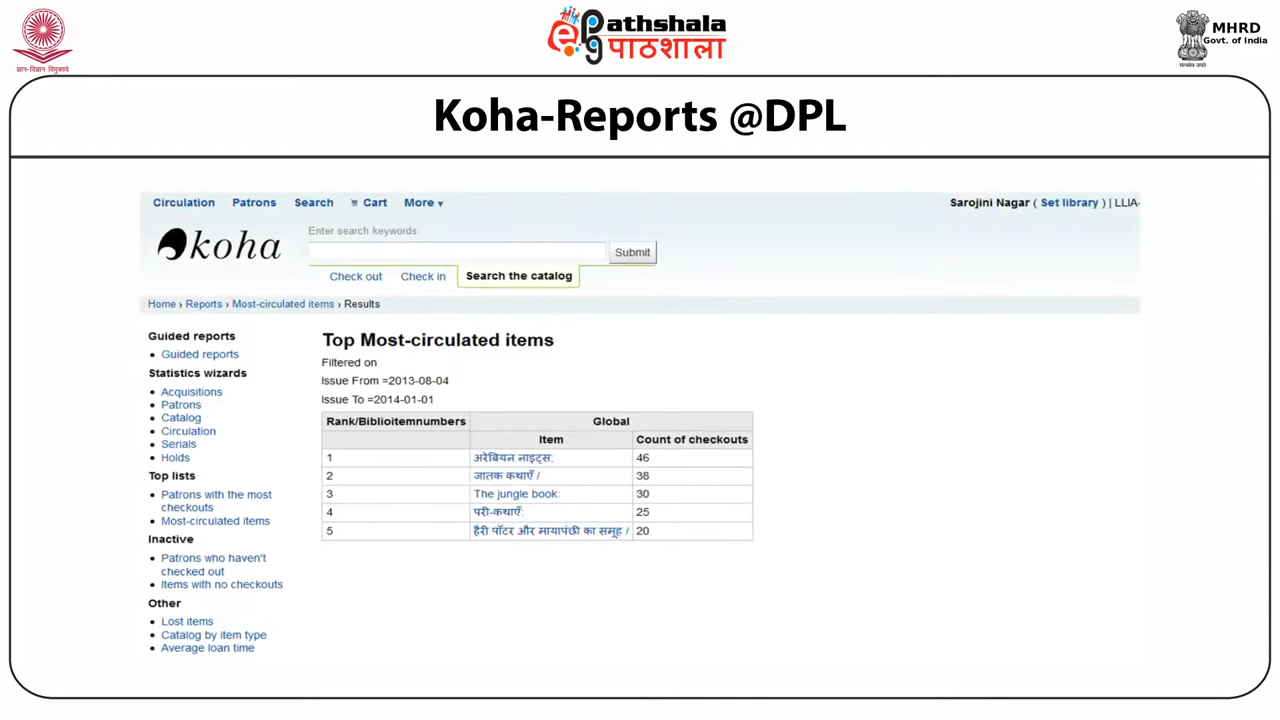 ज्ञान-विज्ञान विमुक्तये
ePathshala
पाठशाला
MHRD
Govt. of India
सत्यमेव जयते
Koha-Reports @DPL
Circulation Patrons Search Cart More ▾
Sarojini Nagar ( Set library ) | LLIA-
koha
Enter search keywords:
Submit
Check out Check in Search the catalog
Home › Reports › Most-circulated items › Results
Guided reports
• Guided reports
Statistics wizards
• Acquisitions
• Patrons
• Catalog
• Circulation
• Serials
• Holds
Top lists
• Patrons with the most
checkouts
• Most-circulated items
Inactive
• Patrons who haven't
checked out
• Items with no checkouts
Other
• Lost items
• Catalog by item type
• Average loan time
Top Most-circulated items
Filtered on
Issue From =2013-08-04
Issue To =2014-01-01
Rank/Biblioitemnumbers Global
Item Count of checkouts
1 अरेबियन नाइट्स: 46
2 जातक कथाएँ / 38
3 The jungle book: 30
4 परी-कथाएँ: 25
5 हैरी पॉटर और मायापंछी का समूह / 20